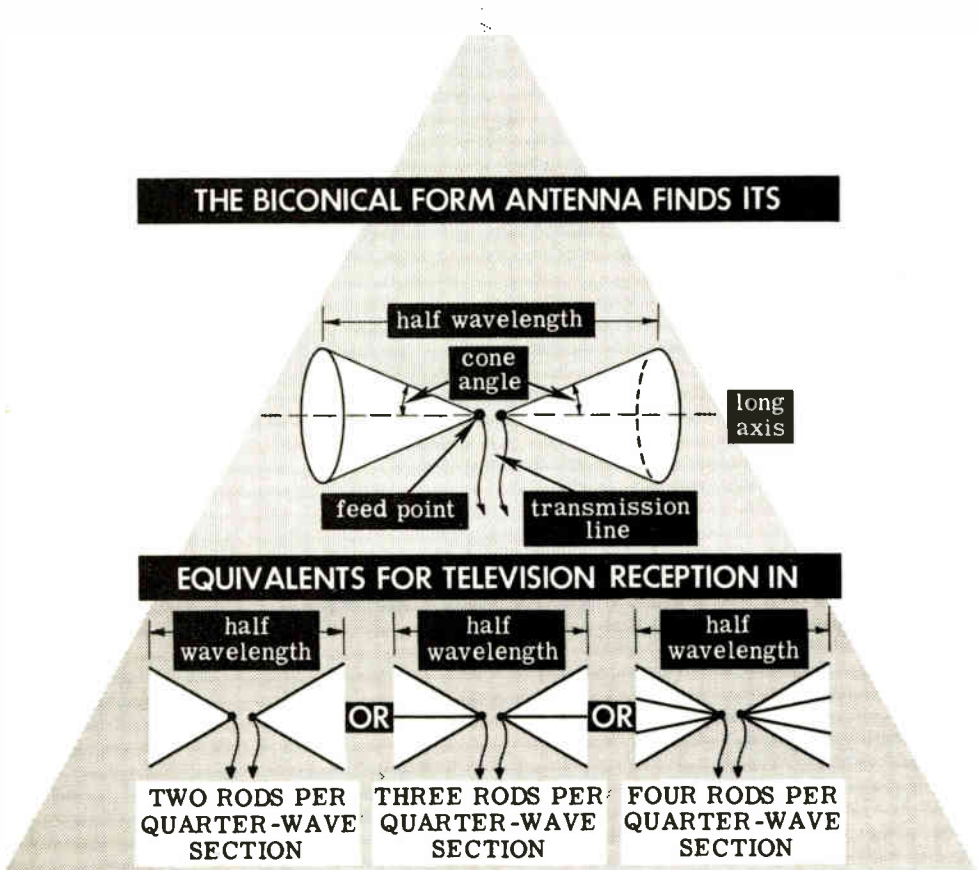 THE BICONICAL FORM ANTENNA FINDS ITS
half wavelength
cone
angle
long
axis
feed point
transmission
line
EQUIVALENTS FOR TELEVISION RECEPTION IN
half
wavelength
half
wavelength
half
wavelength
OR
OR
TWO RODS PER
QUARTER-WAVE
SECTION
THREE RODS PER
QUARTER-WAVE
SECTION
FOUR RODS PER
QUARTER-WAVE
SECTION